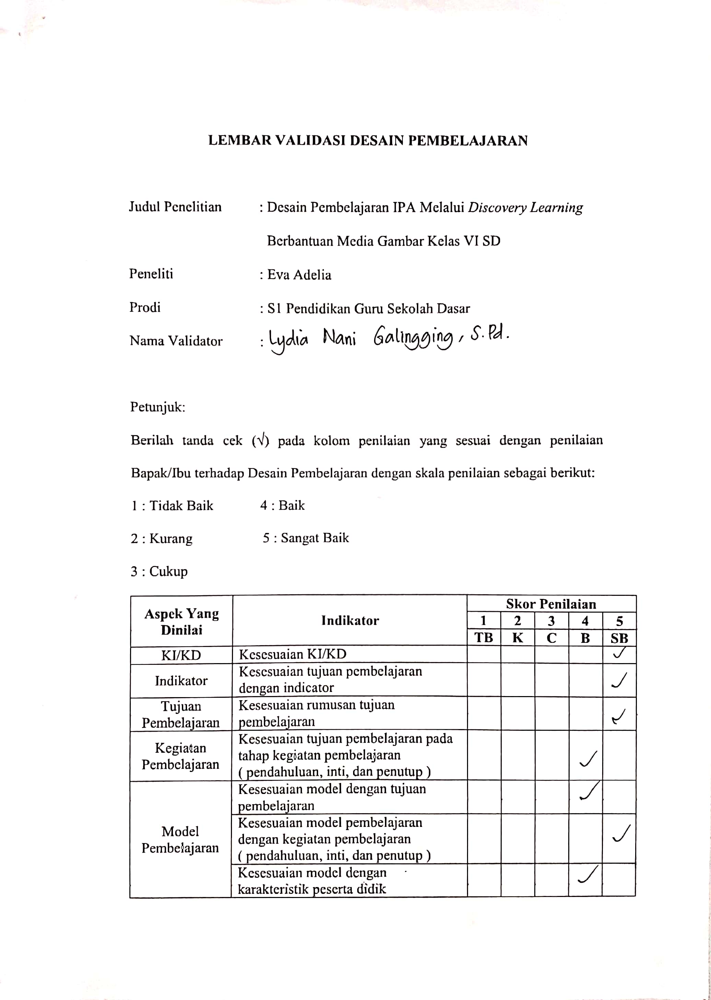 LEMBAR VALIDASI DESAIN PEMBELAJARAN
Judul Penelitian : Desain Pembelajaran IPA Melalui Discovery Learning
Berbantuan Media Gambar Kelas VI SD
Peneliti : Eva Adelia
Prodi : S1 Pendidikan Guru Sekolah Dasar
Nama Validator : Lydia Nani Galingging, S.Pd.
Petunjuk:
Berilah tanda cek (√) pada kolom penilaian yang sesuai dengan penilaian
Bapak/Ibu terhadap Desain Pembelajaran dengan skala penilaian sebagai berikut:
1 : Tidak Baik 4 : Baik
2 : Kurang 5 : Sangat Baik
3 : Cukup
Aspek Yang Dinilai Indikator Skor Penilaian
1 2 3 4 5
TB K C B SB
KI/KD Kesesuaian KI/KD ✓
Indikator Kesesuaian tujuan pembelajaran
dengan indicator ✓
Tujuan Kesesuaian rumusan tujuan
Pembelajaran pembelajaran ✓
Kegiatan Pembelajaran Kesesuaian tujuan pembelajaran pada
tahap kegiatan pembelajaran ✓
( pendahuluan, inti, dan penutup )
Model Pembelajaran Kesesuaian model dengan tujuan ✓
pembelajaran
Kesesuaian model pembelajaran
dengan kegiatan pembelajaran ✓
( pendahuluan, inti, dan penutup )
Kesesuaian model dengan ✓
karakteristik peserta didik